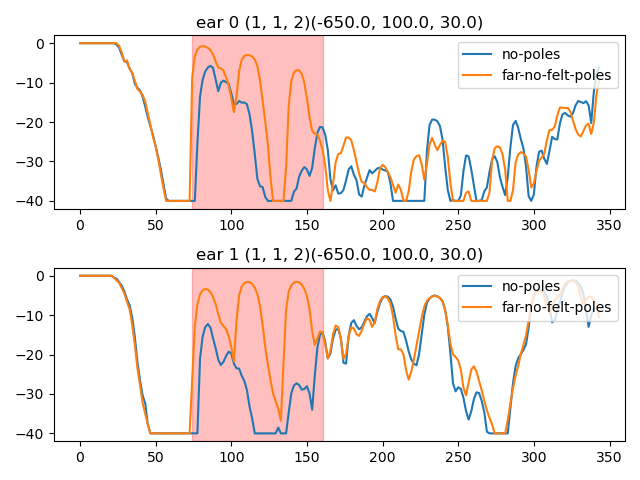 ear 0 (1, 1, 2)(-650.0, 100.0, 30.0)
0
−10
−20
−30
−40
no-poles
far-no-felt-poles
0 50 100 150 200 250 300 350
ear 1 (1, 1, 2)(-650.0, 100.0, 30.0)
0
−10
−20
−30
−40
no-poles
far-no-felt-poles
0 50 100 150 200 250 300 350